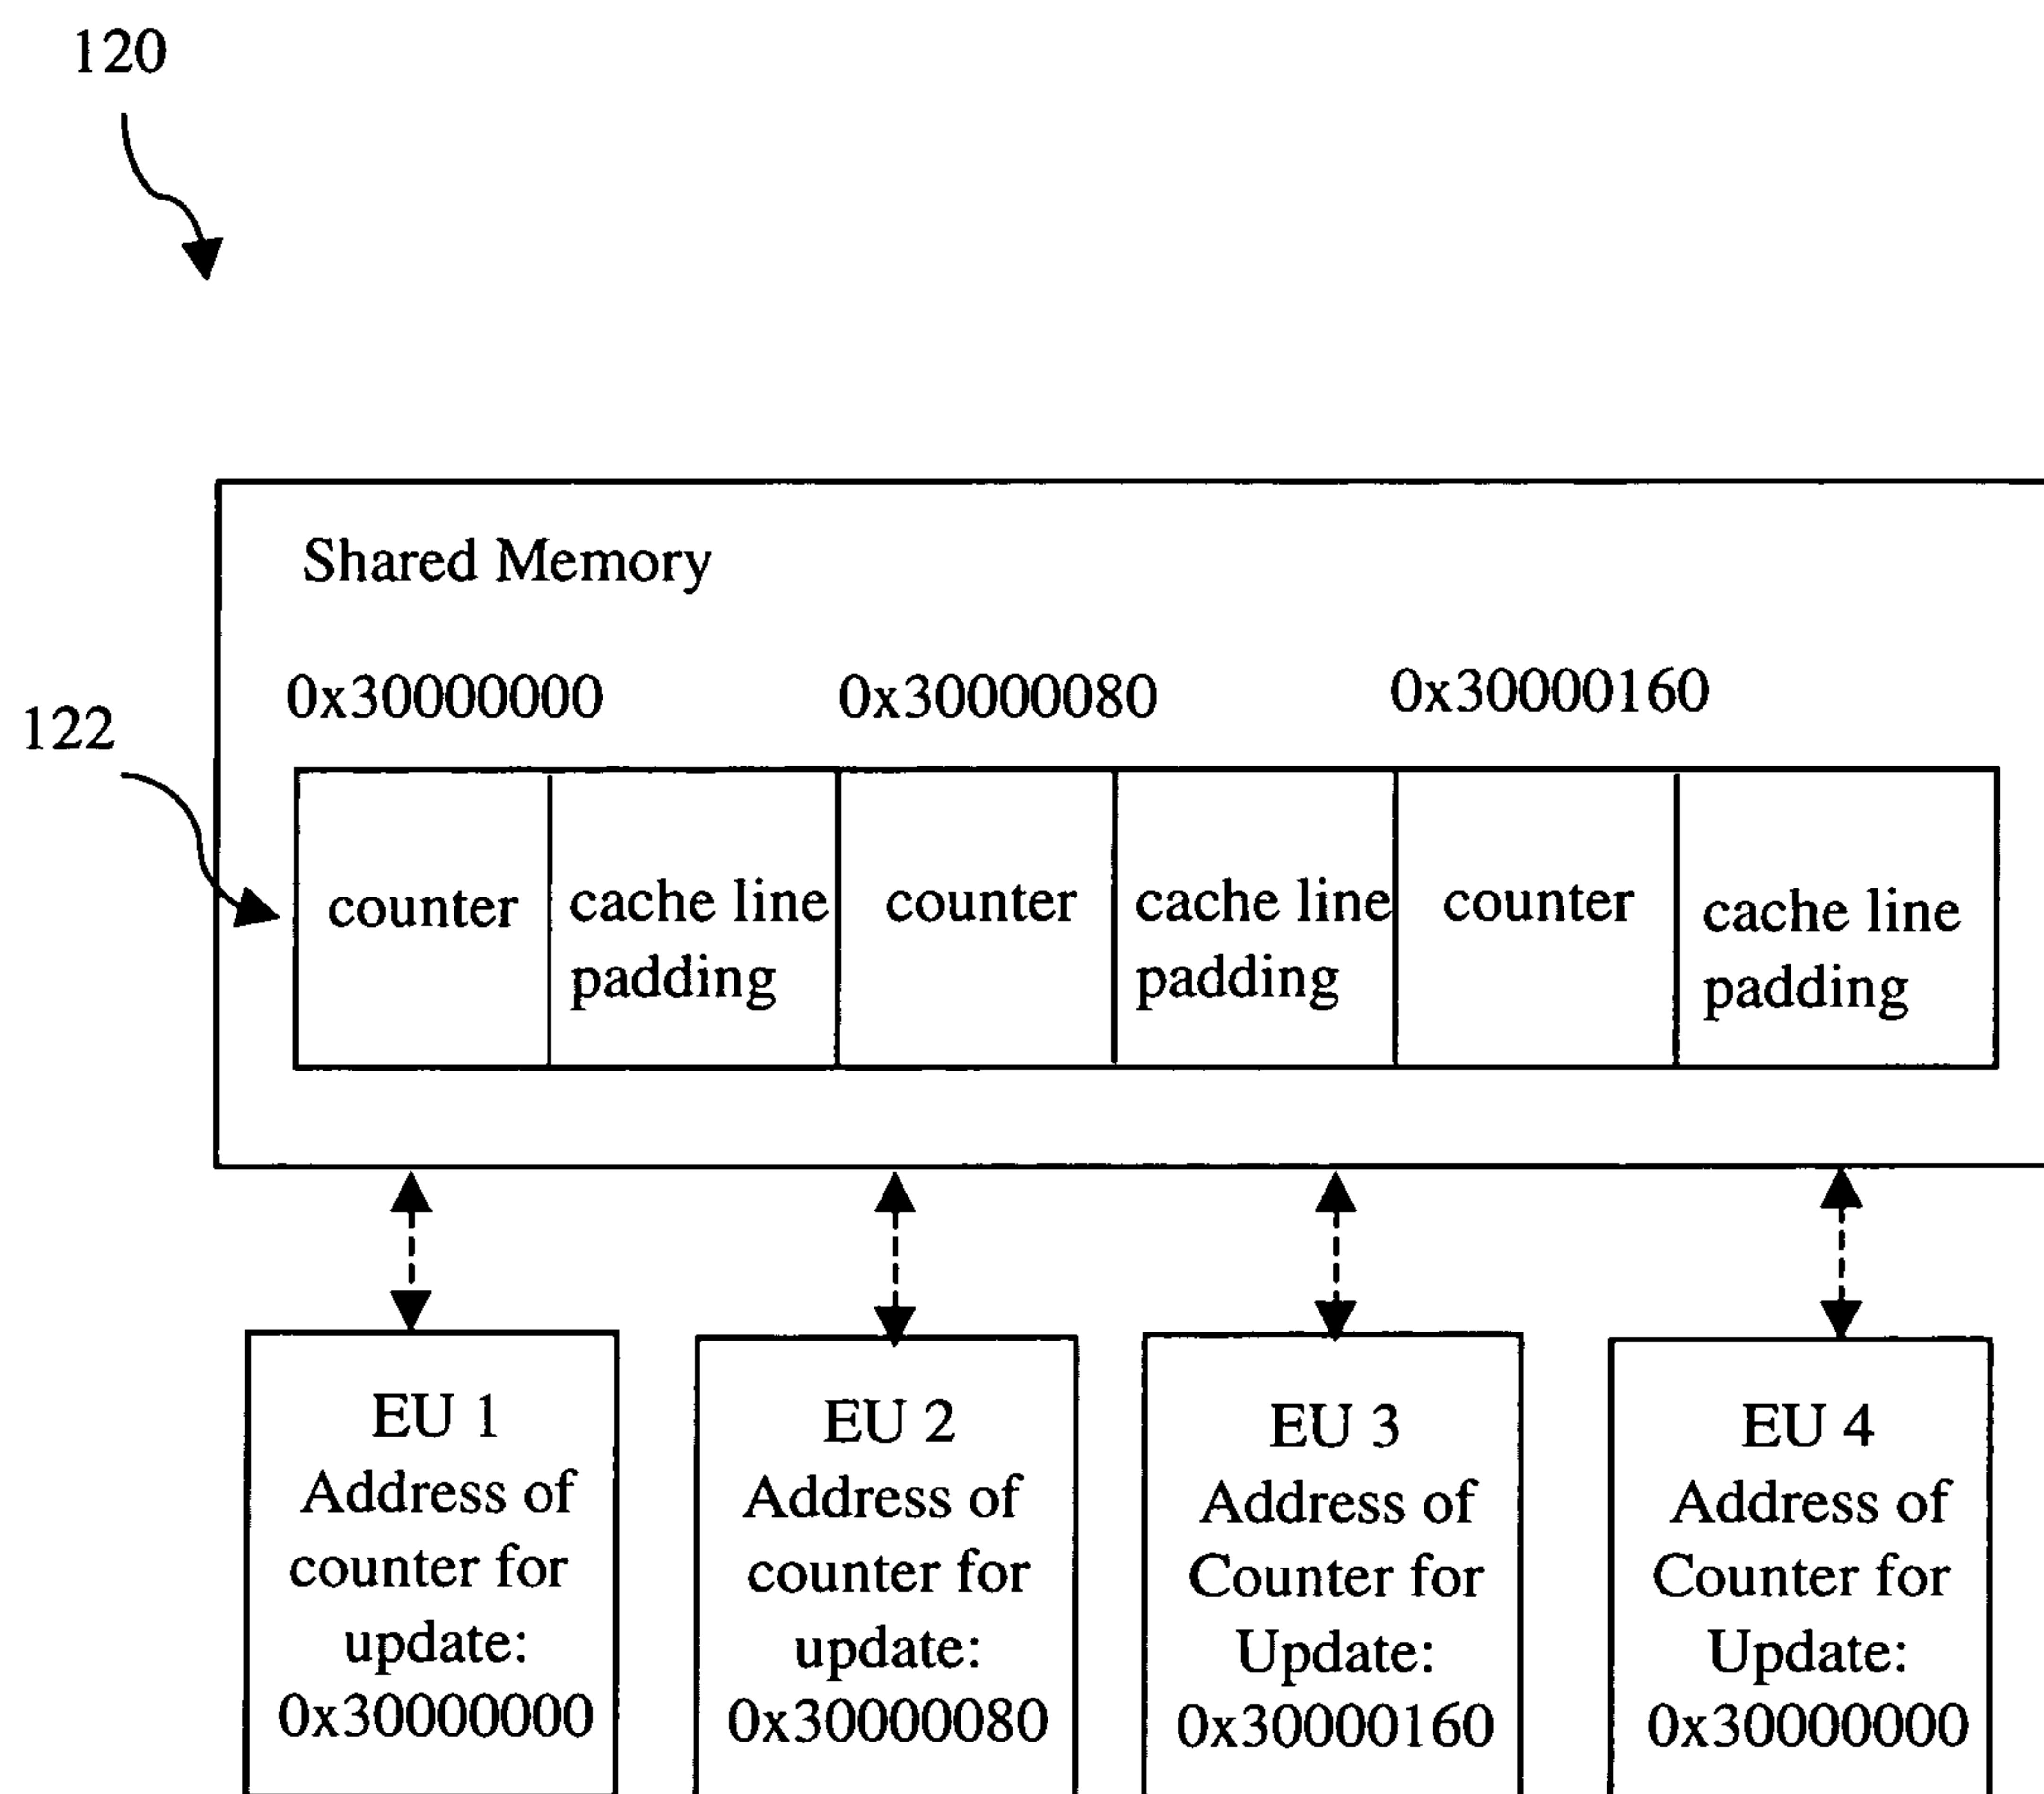 120
Shared Memory
0x30000000 0x30000080 0x30000160
122
counter
cache line
padding
counter
cache line
padding
counter
cache line
padding
EU 1
Address of
counter for
update:
0x30000000
EU 2
Address of
counter for
update:
0x30000080
EU 3
Address of
Counter for
Update:
0x30000160
EU 4
Address of
Counter for
Update:
0x30000000